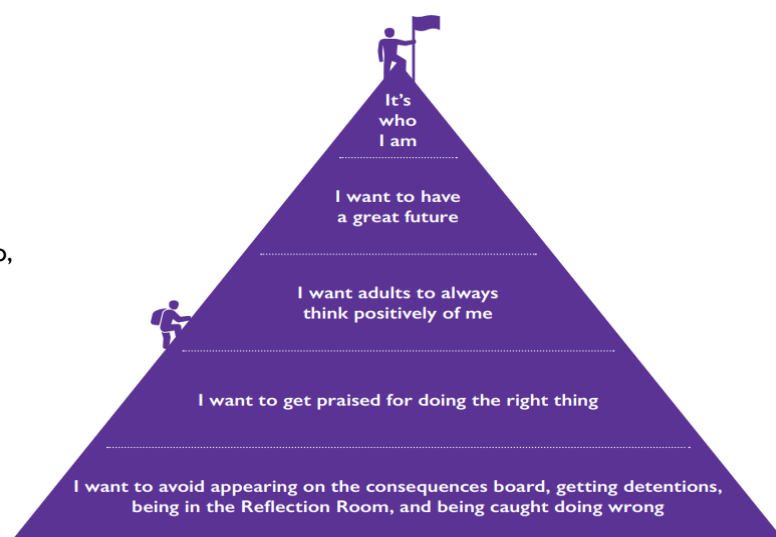 It's
who
I am
I want to have
a great future
o,
I want adults to always
think positively of me
I want to get praised for doing the right thing
I want to avoid appearing on the consequences board, getting detentions,
being in the Reflection Room, and being caught doing wrong